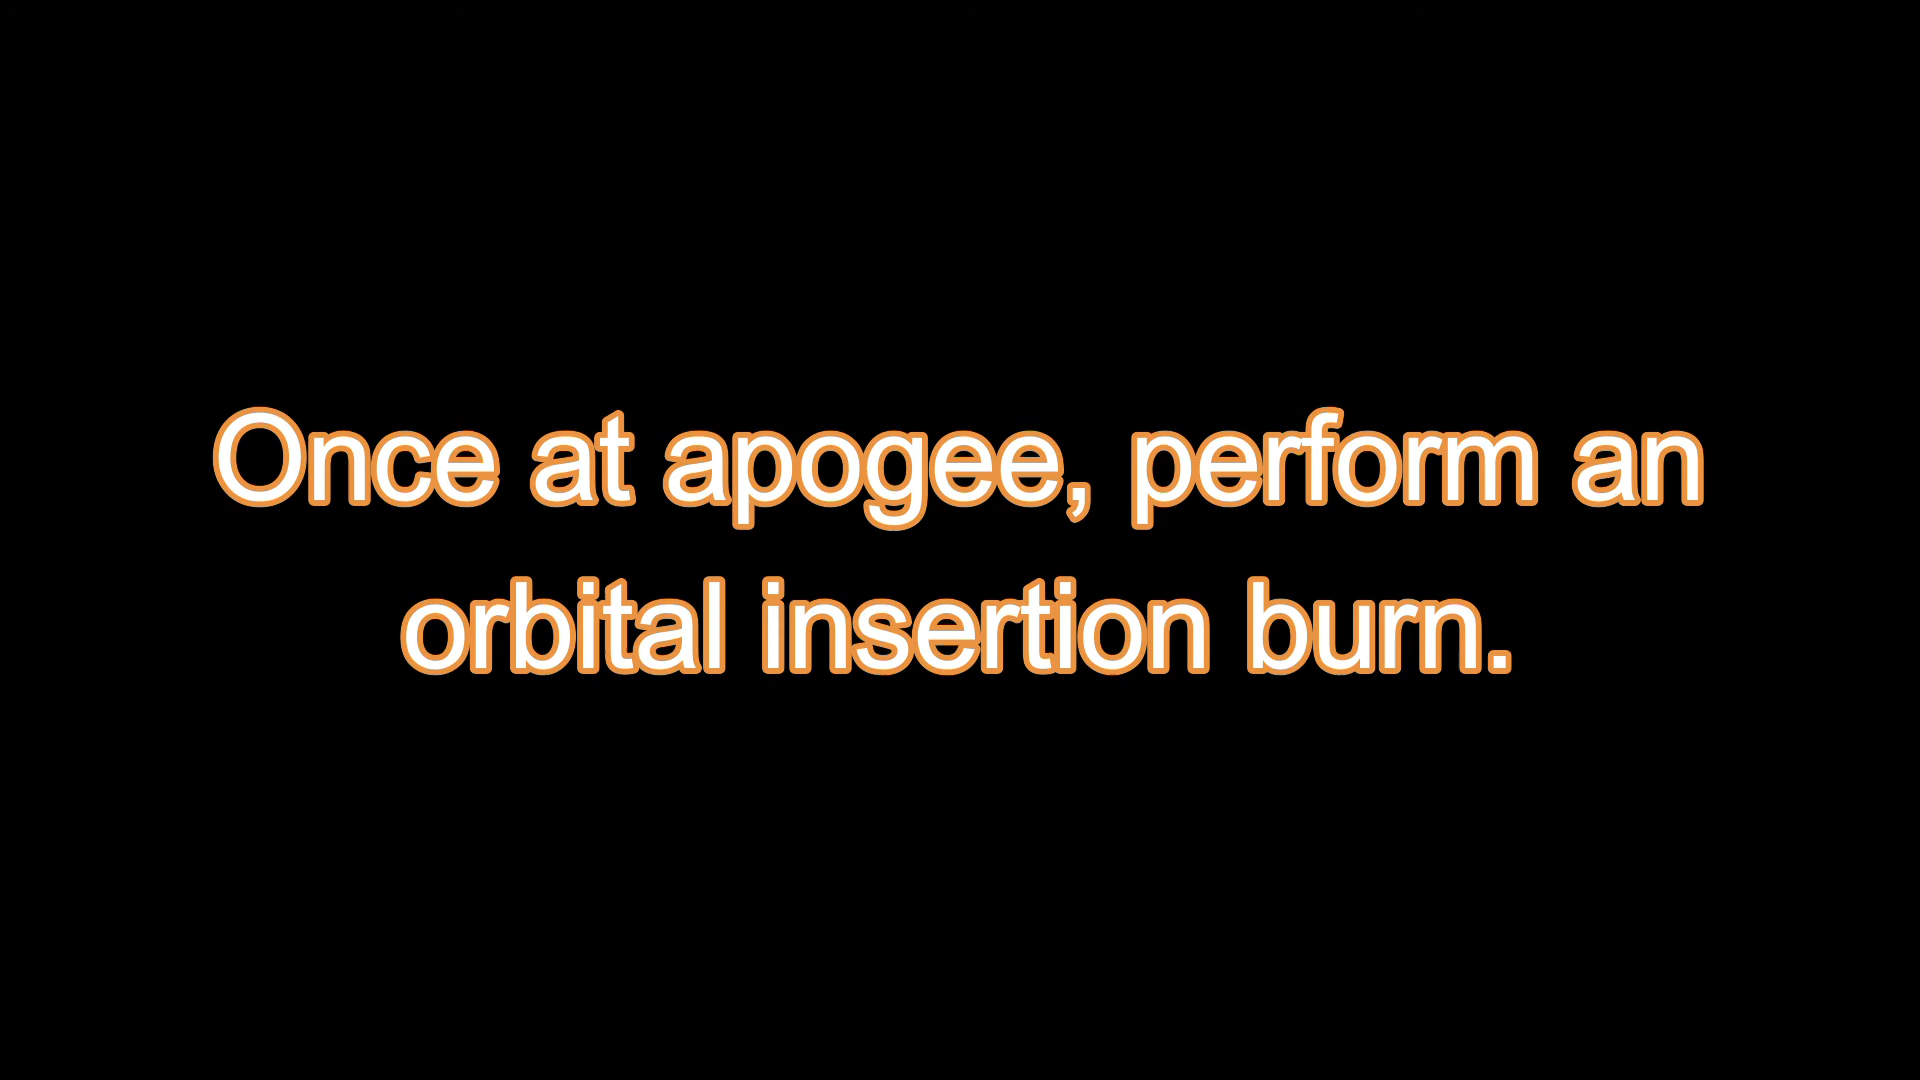 Once at apogee, perform an
orbital insertion burn.